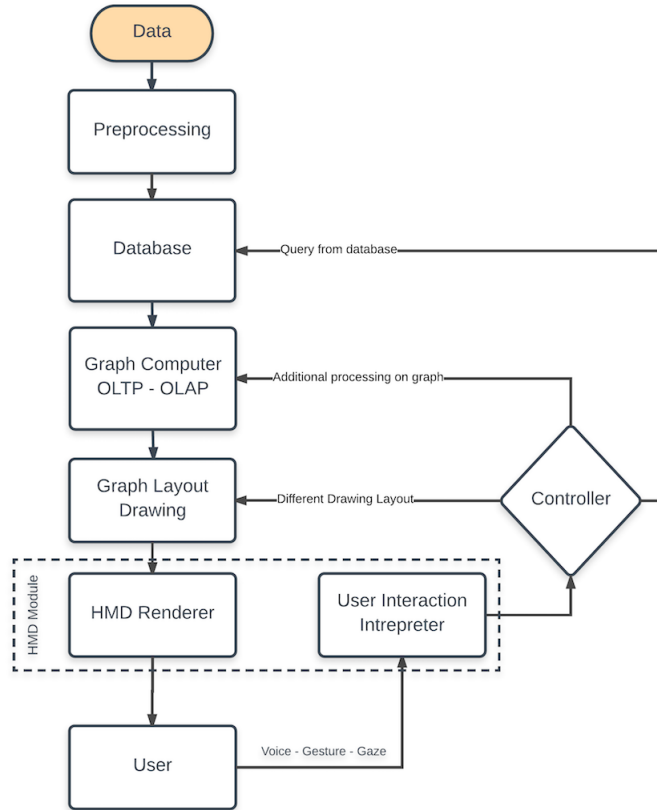 Data
Preprocessing
Database
Query from database
Graph Computer
OLTP - OLAP
Additional processing on graph
Graph Layout
Drawing
Different Drawing Layout
Controller
HMD Module
HMD Renderer
User Interaction
Intrepreter
User
Voice - Gesture - Gaze